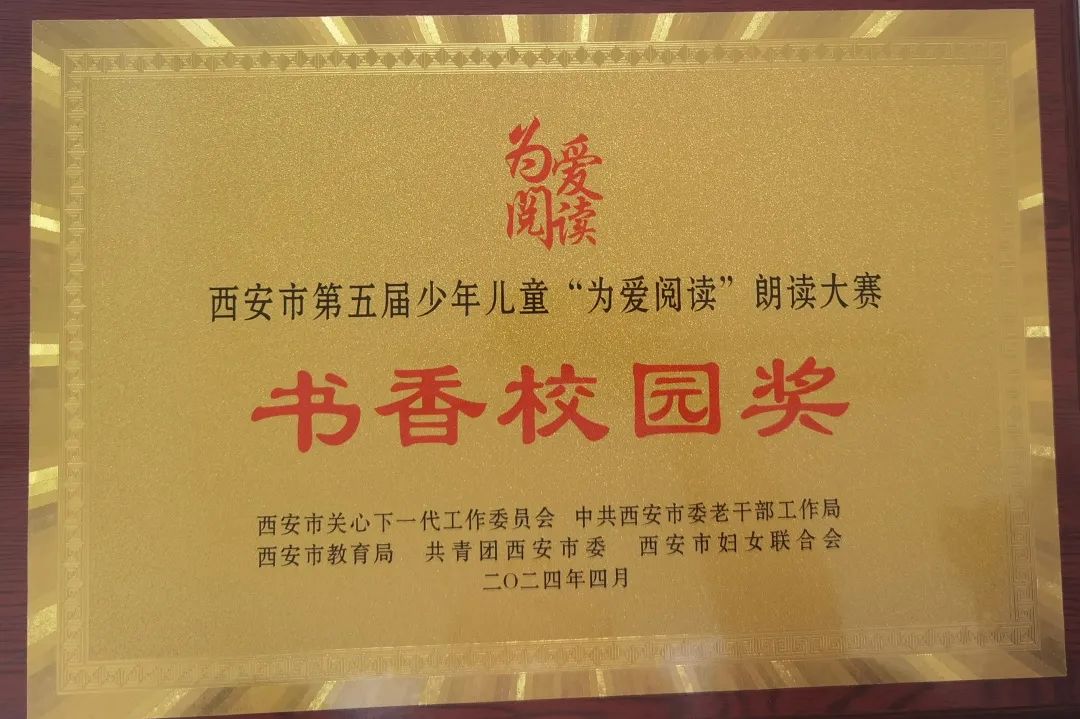 为爱
阅读
西安市第五届少年儿童“为爱阅读”朗读大赛
书香校园奖
西安市关心下一代工作委员会 中共西安市委老干部工作局
西安市教育局 共青团西安市委 西安市妇女联合会
二〇二四年四月